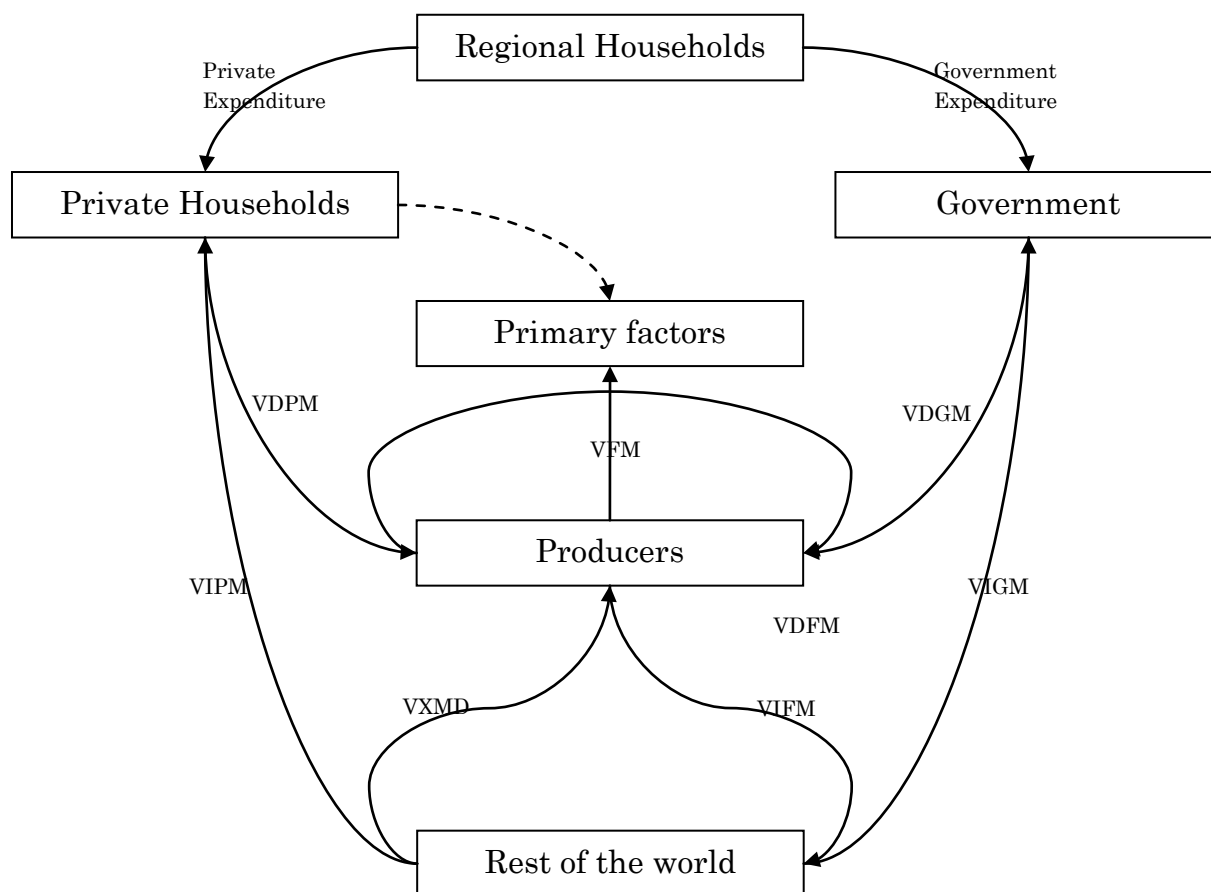 Regional Households
Private
Expenditure
Government
Expenditure
Private Households
Government
Primary factors
VDPM
VDGM
VFM
Producers
VIPM
VIGM
VDFM
VXMD
VIFM
Rest of the world